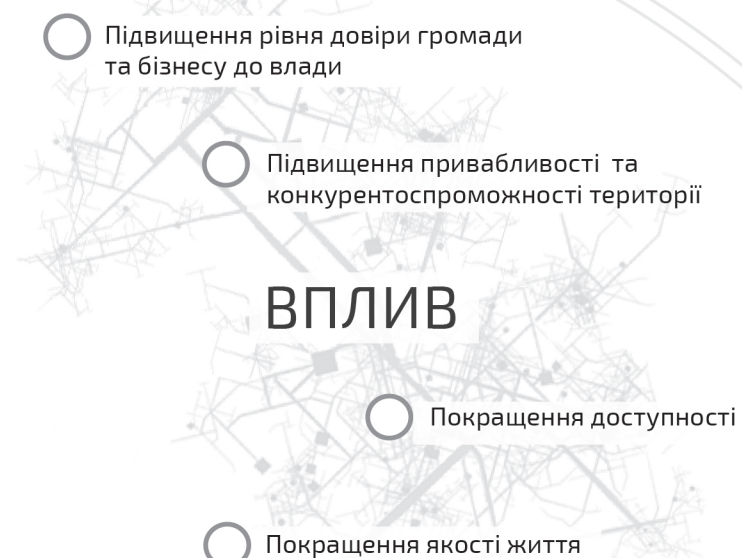 Підвищення рівня довіри громади
та бізнесу до влади
Підвищення привабливості та
конкурентоспроможності території
ВПЛИВ
Покращення доступності
Покращення якості життя